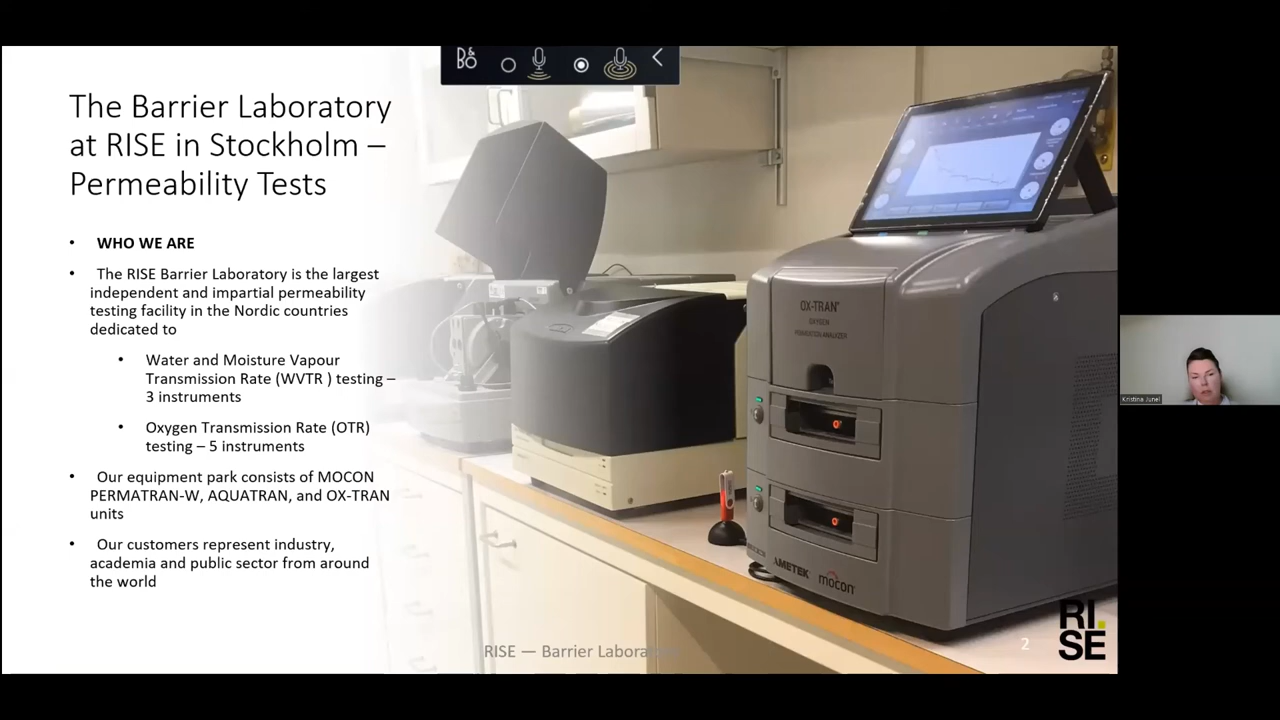 B&O
The Barrier Laboratory
at RISE in Stockholm –
Permeability Tests
• WHO WE ARE
• The RISE Barrier Laboratory is the largest
independent and impartial permeability
testing facility in the Nordic countries
dedicated to
• Water and Moisture Vapour
Transmission Rate (WVTR ) testing –
3 instruments
• Oxygen Transmission Rate (OTR)
testing – 5 instruments
• Our equipment park consists of MOCON
PERMATRAN-W, AQUATRAN, and OX-TRAN
units
• Our customers represent industry,
academia and public sector from around
the world
OX-TRAN
OXYGEN
PERMEATION ANALYZER
AMETEK mocon
RISE — Barrier
2
RI.
SE
Kristina Junel